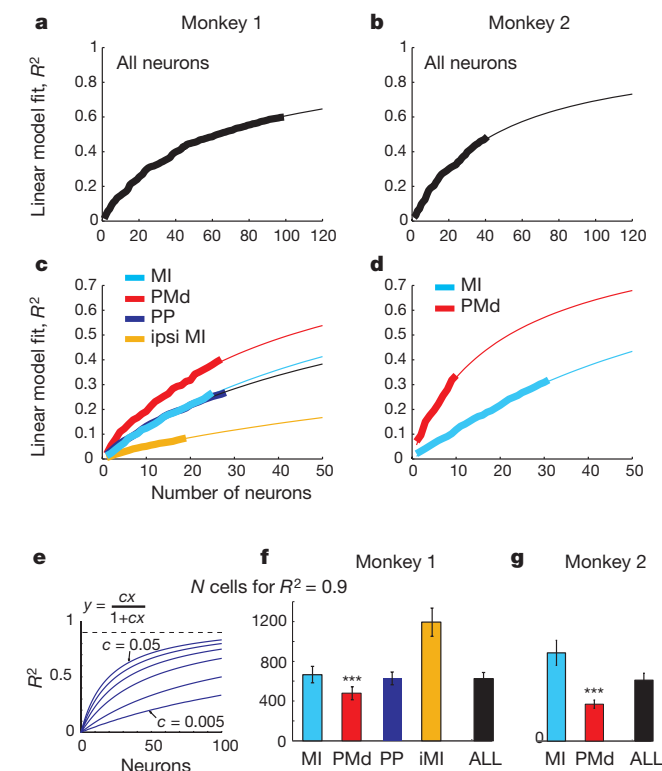 a Monkey 1 b Monkey 2
1 1
All neurons All neurons
0.8 0.8
Linear model fit, R²
0.6 0.6
0.4 0.4
0.2 0.2
0 0
0 20 40 60 80 100 120 0 20 40 60 80 100 120
c d
0.7 0.7
MI MI
PMd PMd
PP
ipsi MI
Linear model fit, R²
0.6 0.6
0.5 0.5
0.4 0.4
0.3 0.3
0.2 0.2
0.1 0.1
0 0
0 10 20 30 40 50 0 10 20 30 40 50
Number of neurons
e f Monkey 1 g Monkey 2
N cells for R² = 0.9
y = cx
1+cx
1
c = 0.05
0.5
R²
c = 0.005
0
0 50 100
Neurons
1200
800
400
0
***
MI PMd PP iMI ALL
***
0
MI PMd ALL